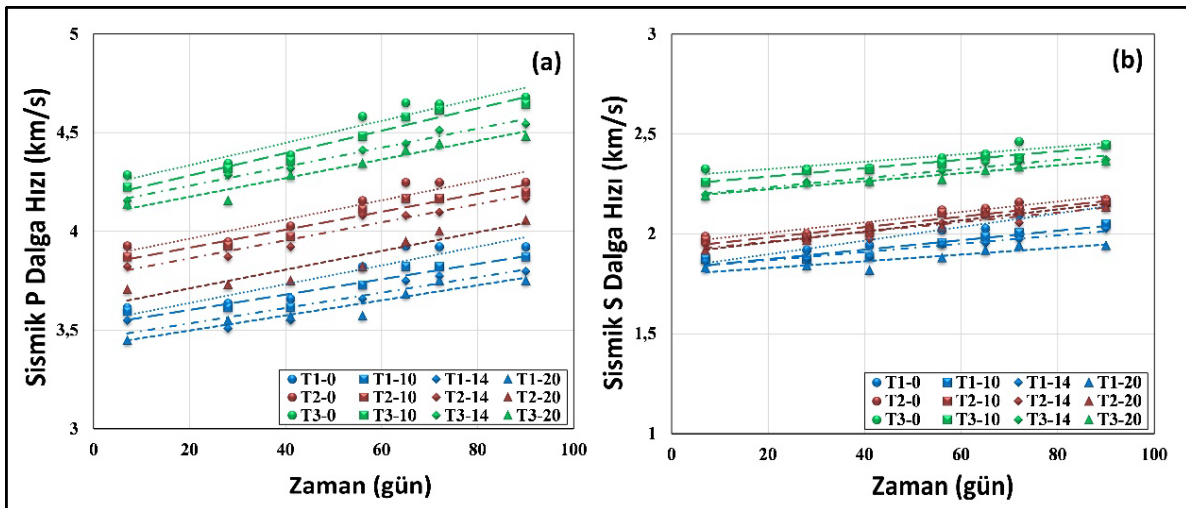 (a)
Sismik P Dalga Hızı (km/s)
5
4,5
4
3,5
3
0 20 40 60 80 100
Zaman (gün)
T1-0 T1-10 T1-14 T1-20
T2-0 T2-10 T2-14 T2-20
T3-0 T3-10 T3-14 T3-20
(b)
Sismik S Dalga Hızı (km/s)
3
2,5
2
1,5
1
0 20 40 60 80 100
Zaman (gün)
T1-0 T1-10 T1-14 T1-20
T2-0 T2-10 T2-14 T2-20
T3-0 T3-10 T3-14 T3-20